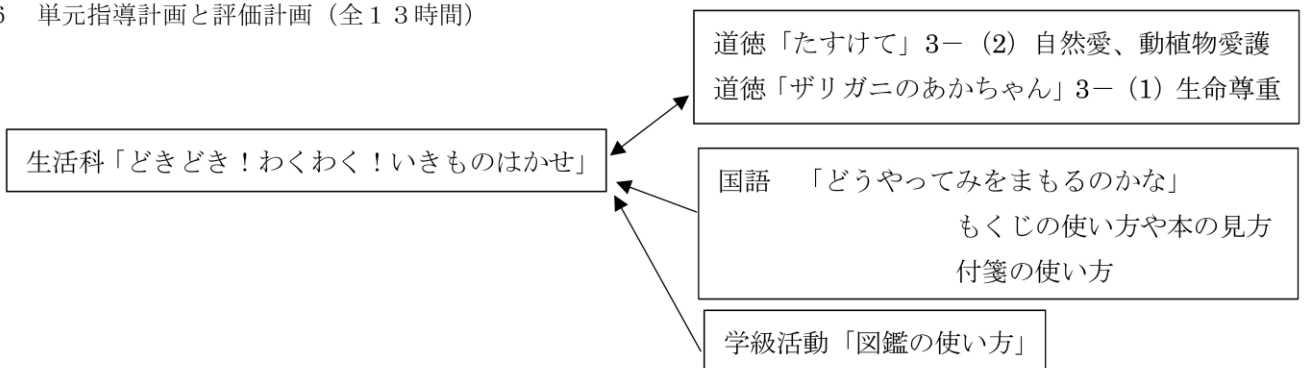 6　単元指導計画と評価計画（全１３時間）
道徳「たすけて」3－（2）自然愛、動植物愛護
道徳「ザリガニのあかちゃん」3－（1）生命尊重
生活科「どきどき！わくわく！いきものはかせ」
国語　「どうやってみをまもるのかな」
もくじの使い方や本の見方
付箋の使い方
学級活動「図鑑の使い方」